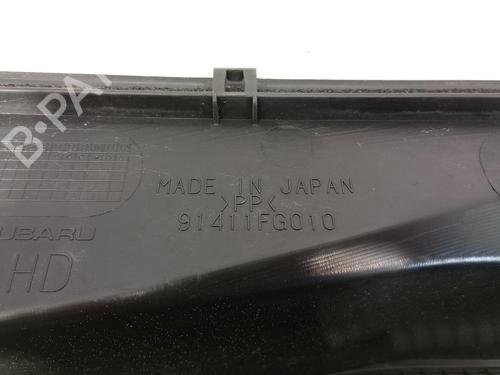 B-PA
MADE IN JAPAN
>PP<
91411FG010
SUBARU
HD